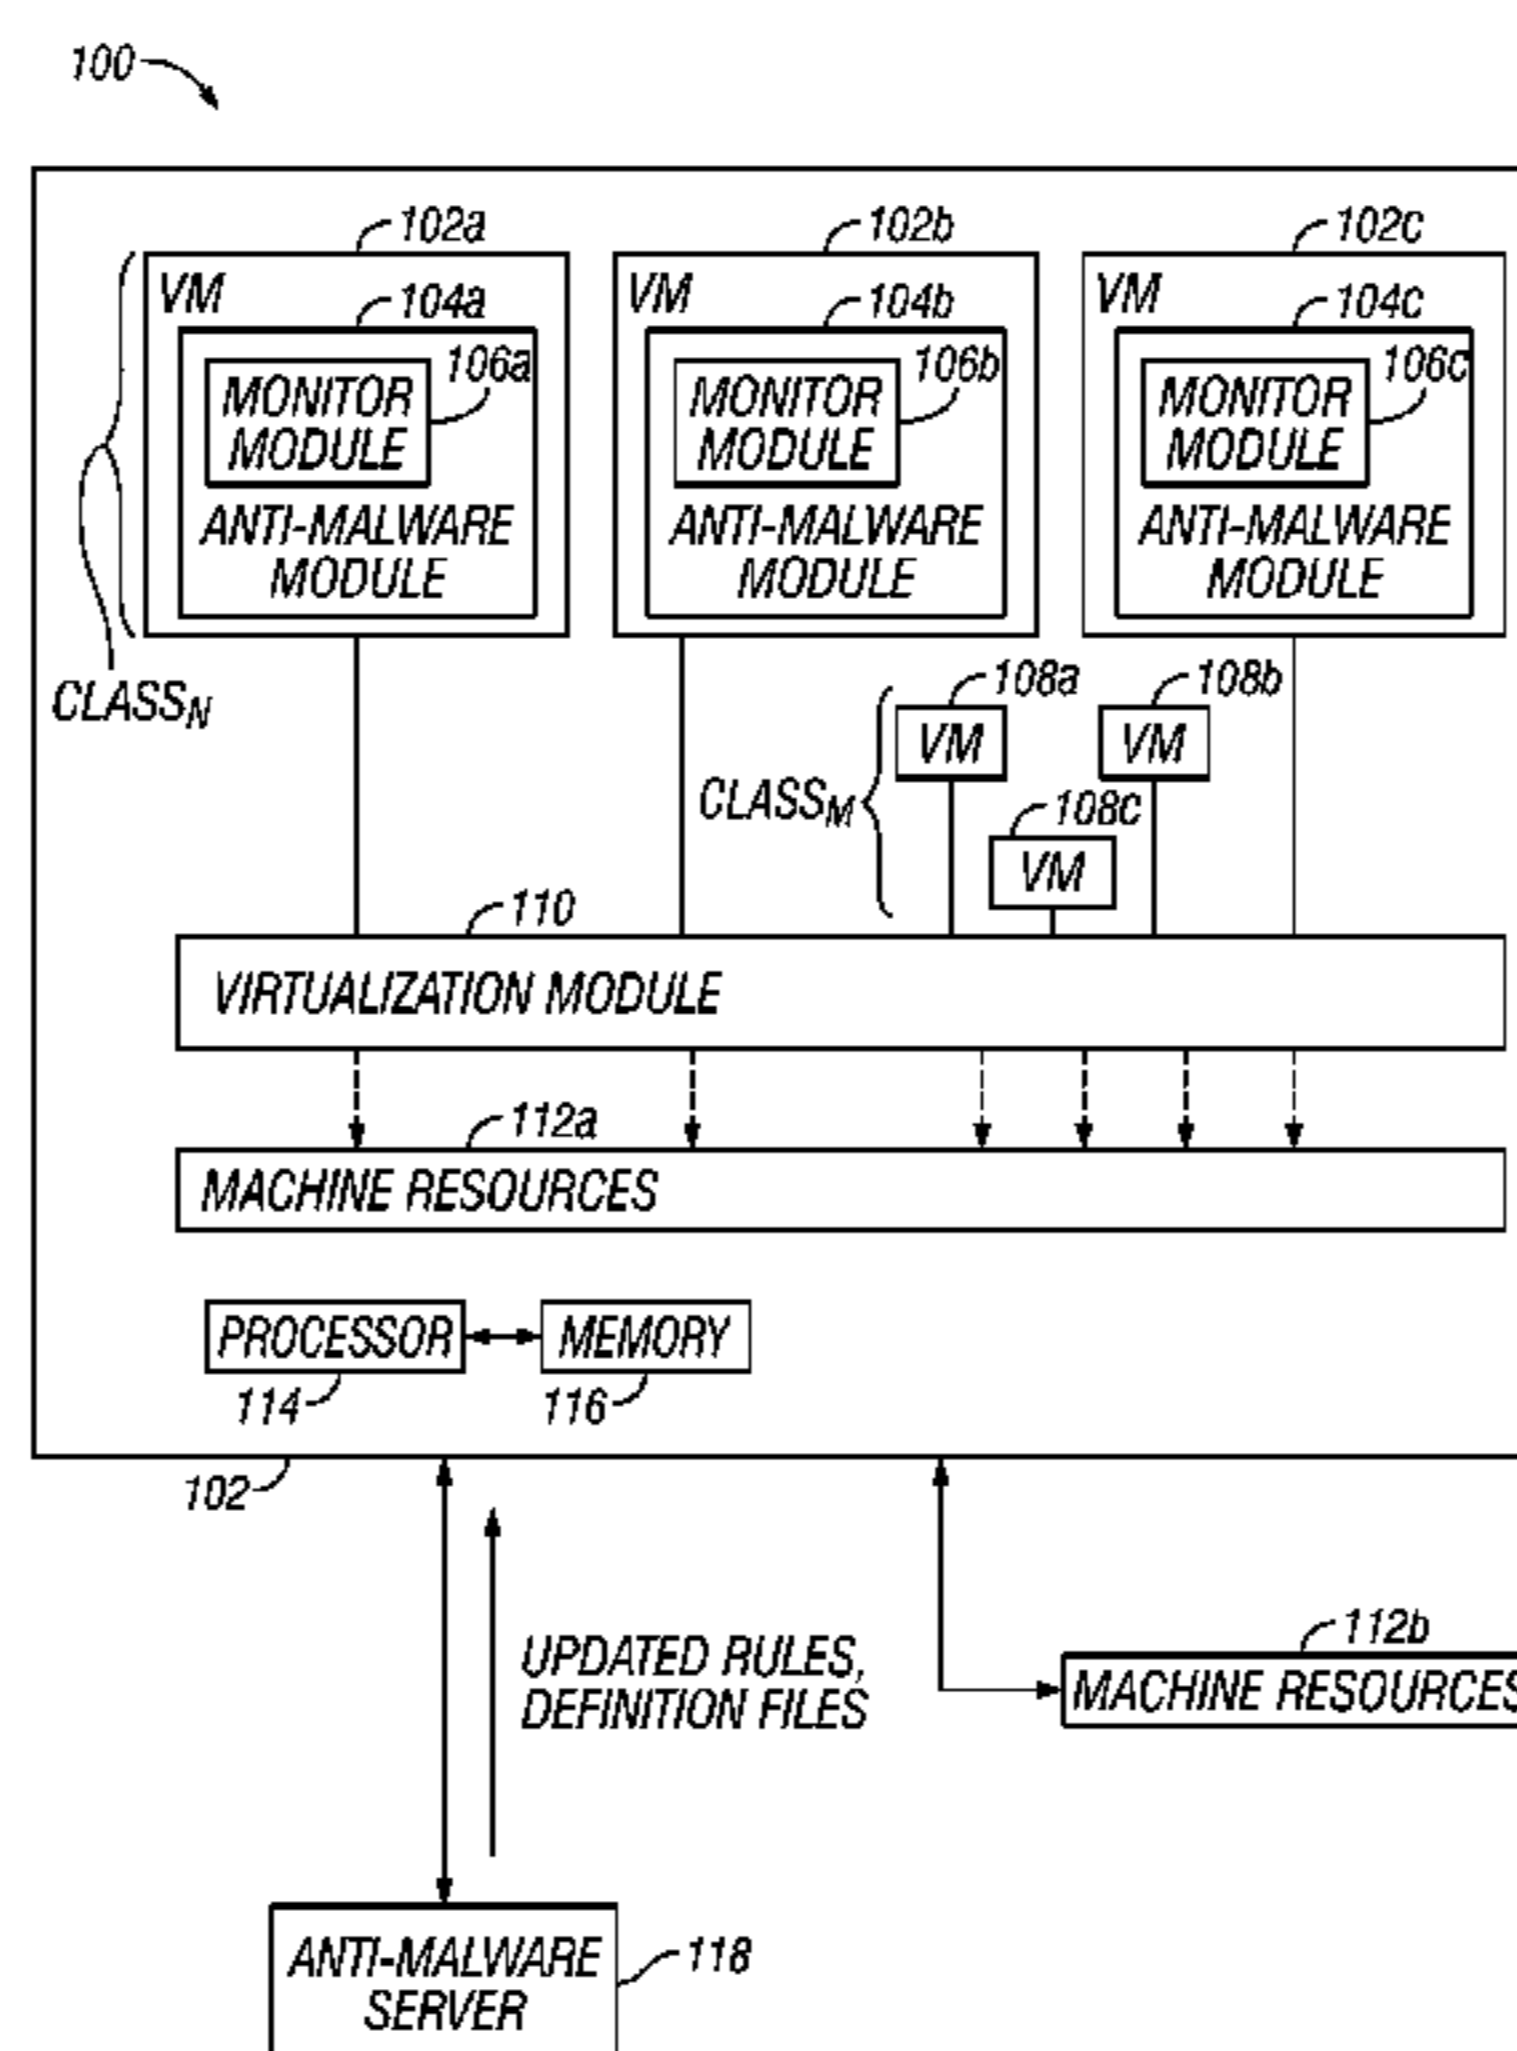 100
102a
102b
102c
VM
VM
VM
104a
104b
104c
106a
106b
106c
MONITOR
MODULE
MONITOR
MODULE
MONITOR
MODULE
ANTI-MALWARE
MODULE
ANTI-MALWARE
MODULE
ANTI-MALWARE
MODULE
CLASSN
108a
108b
VM
VM
CLASSM
108c
VM
110
VIRTUALIZATION MODULE
112a
MACHINE RESOURCES
PROCESSOR
MEMORY
114
116
102
UPDATED RULES,
DEFINITION FILES
112b
MACHINE RESOURCES
ANTI-MALWARE
SERVER
118